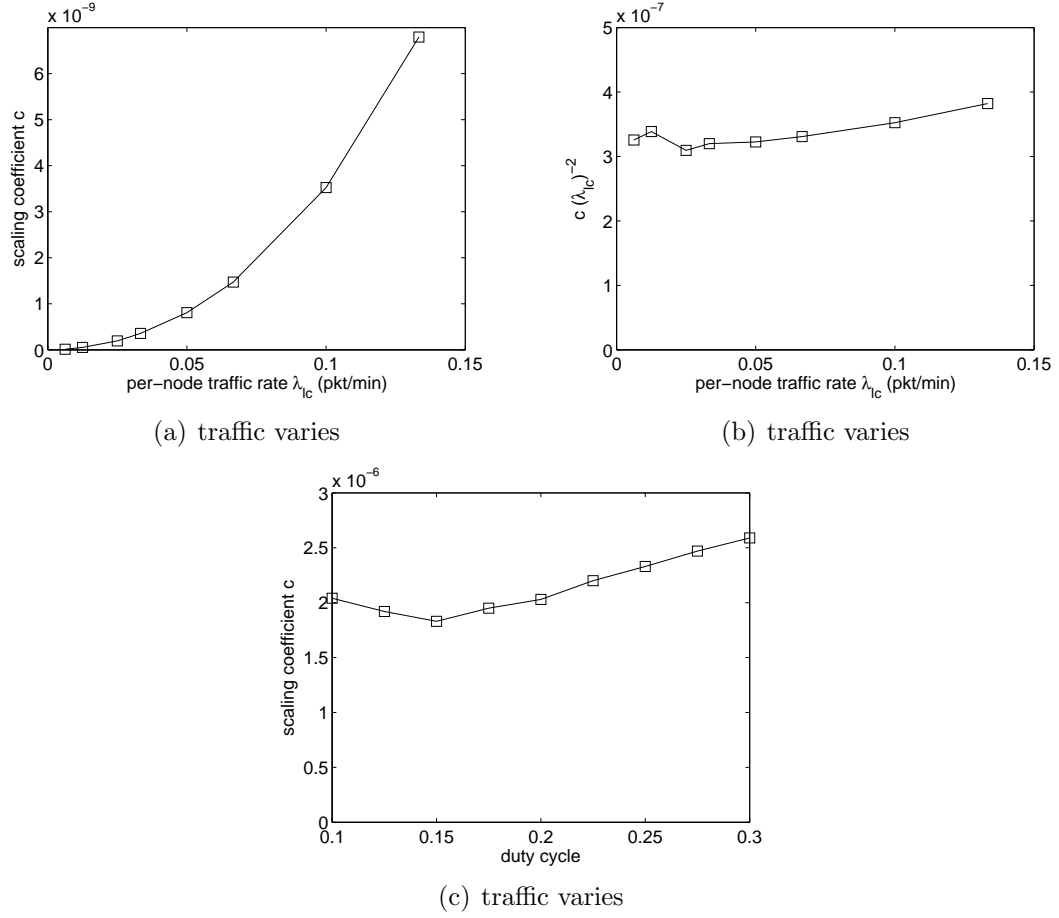 x 10⁻⁹
6
5
4
3
2
1
0
0
0.05
0.1
0.15
scaling coefficient c
per-node traffic rate λlc (pkt/min)
(a) traffic varies
x 10⁻⁷
5
4
3
2
1
0
0
0.05
0.1
0.15
c (λlc)⁻²
per-node traffic rate λlc (pkt/min)
(b) traffic varies
x 10⁻⁶
3
2.5
2
1.5
1
0.5
0
0.1
0.15
0.2
0.25
0.3
scaling coefficient c
duty cycle
(c) traffic varies